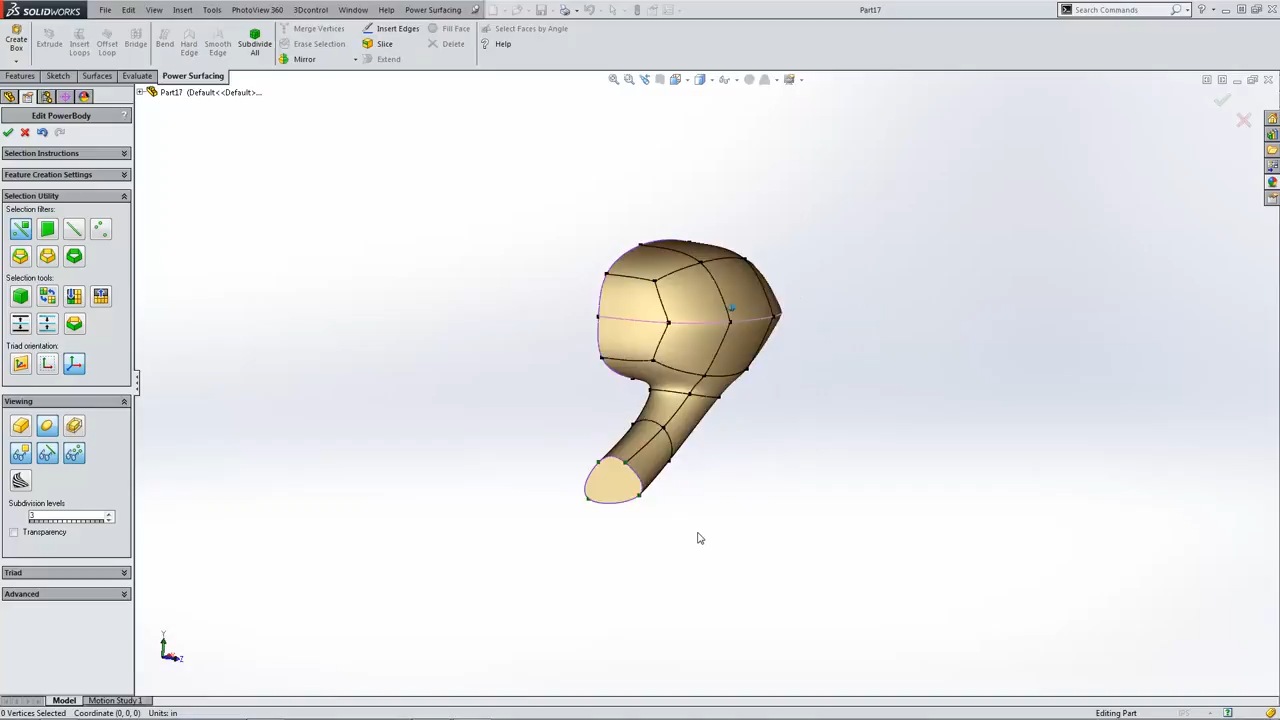 SOLIDWORKS File Edit View Insert Tools PhotoView 360 3Dcontrol Window Help Power Surfacing Part17 Search Commands
Create Box Extrude Insert Loops Offset Loop Bridge Bend Hard Edge Smooth Edge Subdivide All
Merge Vertices Insert Edges Fill Face Select Faces by Angle
Erase Selection Slice Delete Help
Mirror Extend
Features Sketch Surfaces Evaluate Power Surfacing
Part17 (Default<<Default>...
Edit PowerBody ?
Selection Instructions
Feature Creation Settings
Selection Utility
Selection filters:
Selection tools:
Triad orientation:
Viewing
Subdivision levels
3
Transparency
Triad
Advanced
Y
Z
Model Motion Study 1
0 Vertices Selected Coordinate (0, 0, 0) Units: in Editing Part